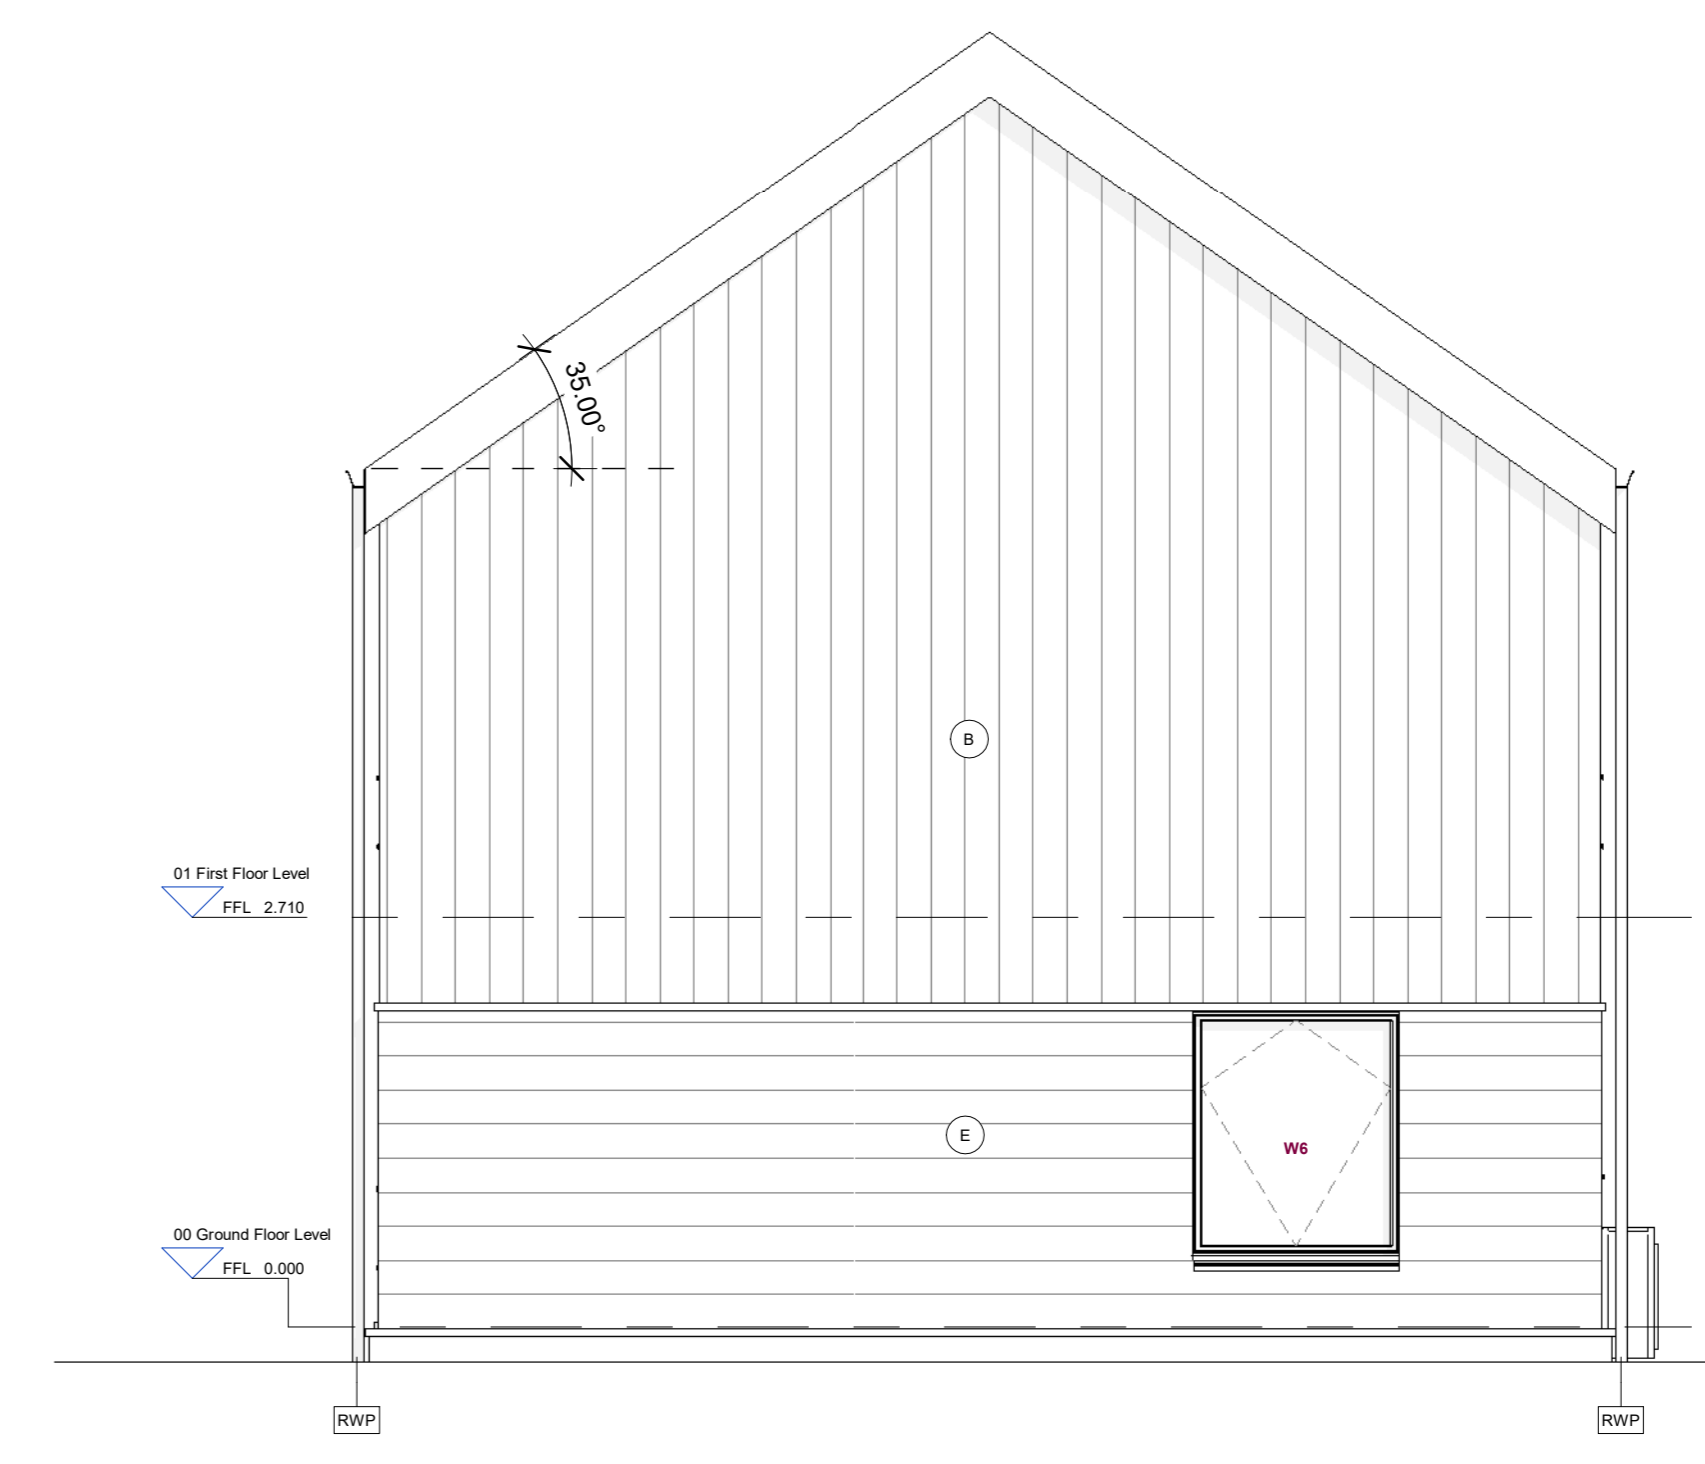 35.00°
B
01 First Floor Level
FFL 2.710
E
W6
00 Ground Floor Level
FFL 0.000
RWP
RWP